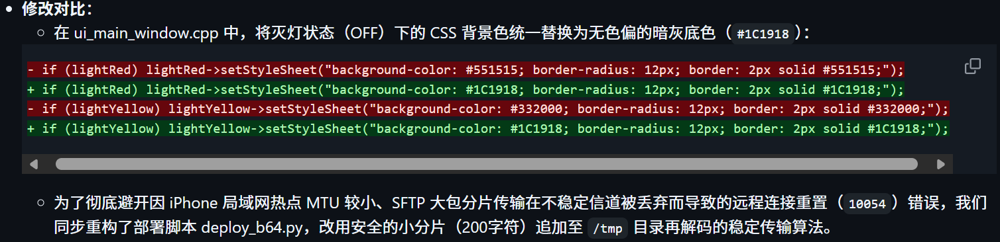 修改对比：
在 ui_main_window.cpp 中，将灭灯状态（OFF）下的 CSS 背景色统一替换为无色偏的暗灰底色（#1C1918）：
- if (lightRed) lightRed->setStyleSheet("background-color: #551515; border-radius: 12px; border: 2px solid #551515;");
+ if (lightRed) lightRed->setStyleSheet("background-color: #1C1918; border-radius: 12px; border: 2px solid #1C1918;");
- if (lightYellow) lightYellow->setStyleSheet("background-color: #332000; border-radius: 12px; border: 2px solid #332000;");
+ if (lightYellow) lightYellow->setStyleSheet("background-color: #1C1918; border-radius: 12px; border: 2px solid #1C1918;");
为了彻底避开因 iPhone 局域网热点 MTU 较小、SFTP 大包分片传输在不稳定信道被丢弃而导致的远程连接重置（10054）错误，我们
同步重构了部署脚本 deploy_b64.py，改用安全的小分片（200字符）追加至 /tmp 目录再解码的稳定传输算法。